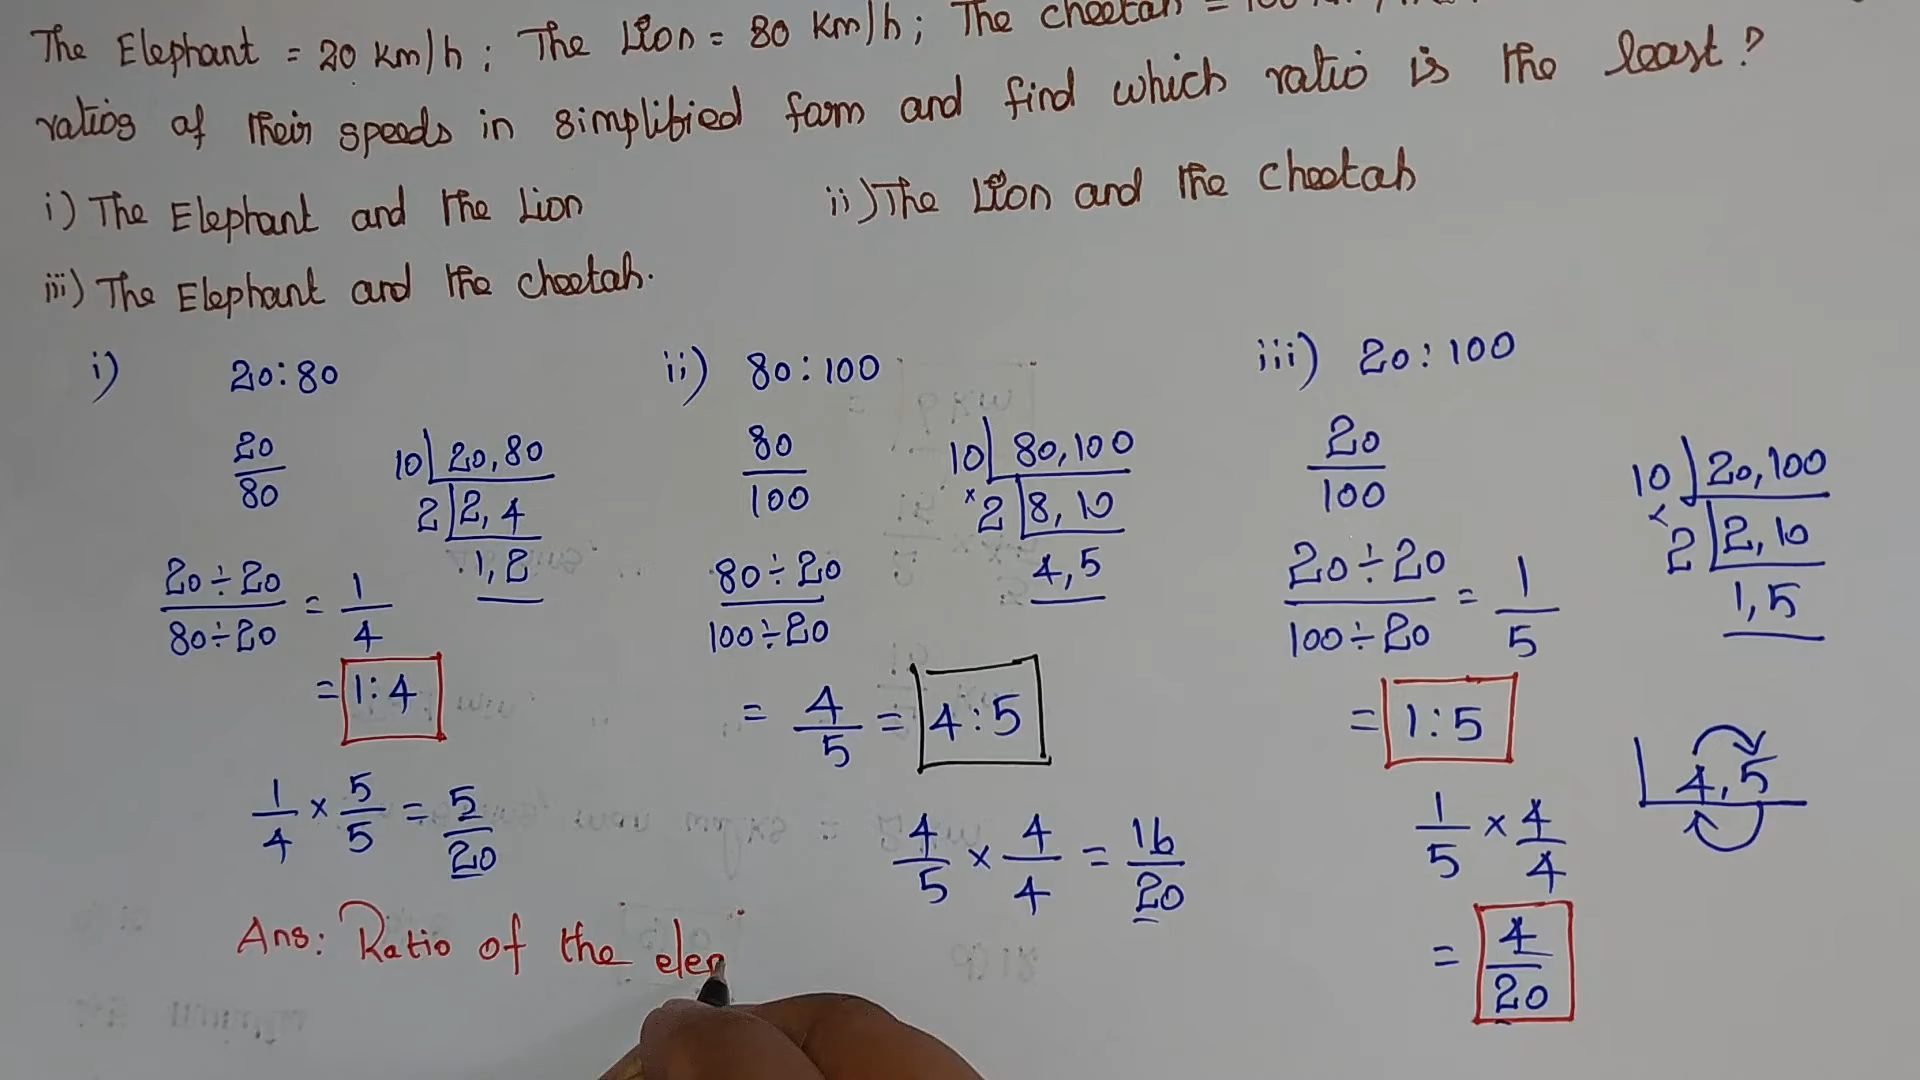 The Elephant = 20 km/h; The Lion = 80 km/h; The cheetah = 100
ratios of their speeds in simplified form and find which ratio is the least?
i) The Elephant and the Lion
ii) The Lion and the cheetah
iii) The Elephant and the cheetah.
i) 20:80
20/80
10 | 20, 80
2 | 2, 4
1, 2
20÷20/80÷20 = 1/4
= 1:4
1/4 × 5/5 = 5/20
ii) 80:100
80/100
10 | 80, 100
× 2 | 8, 10
4, 5
80÷20/100÷20
= 4/5 = 4:5
4/5 × 4/4 = 16/20
iii) 20:100
20/100
10 | 20, 100
× 2 | 2, 10
1, 5
20÷20/100÷20 = 1/5
= 1:5
4, 5
1/5 × 4/4
= 4/20
Ans: Ratio of the elep